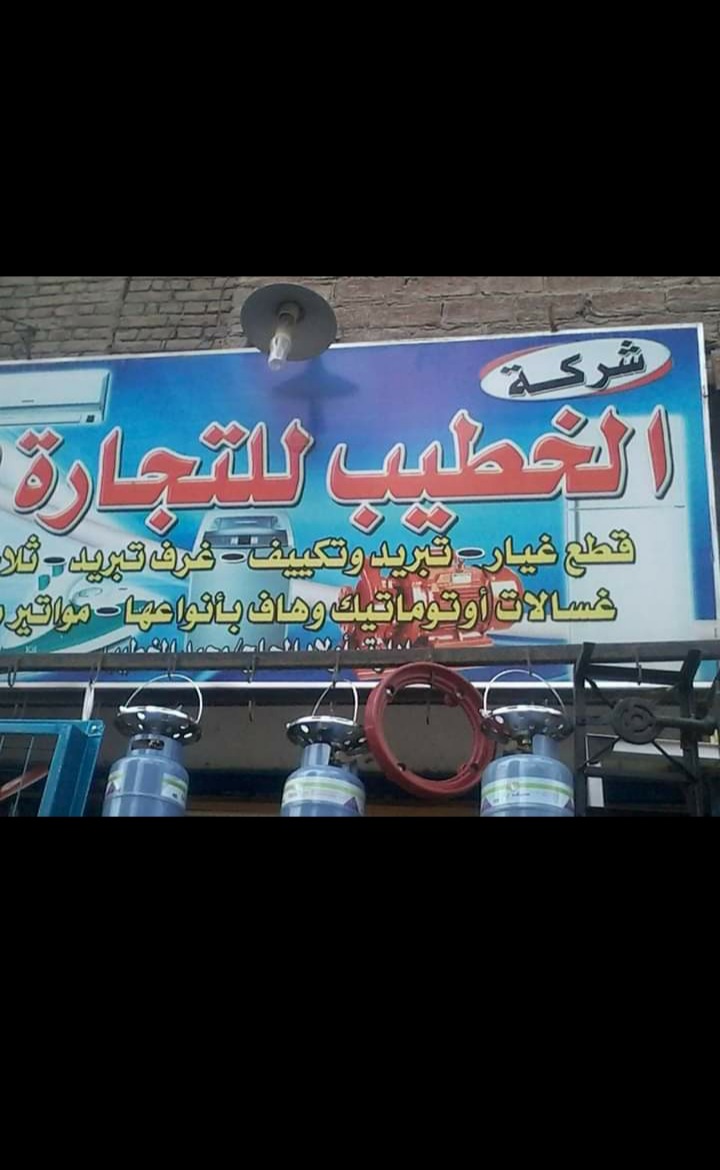 شركة
الخطيب للتجارة
قطع غيار - تبريد وتكييف - غرف تبريد -
غسالات أوتوماتيك وهاف بأنواعها - مواتير